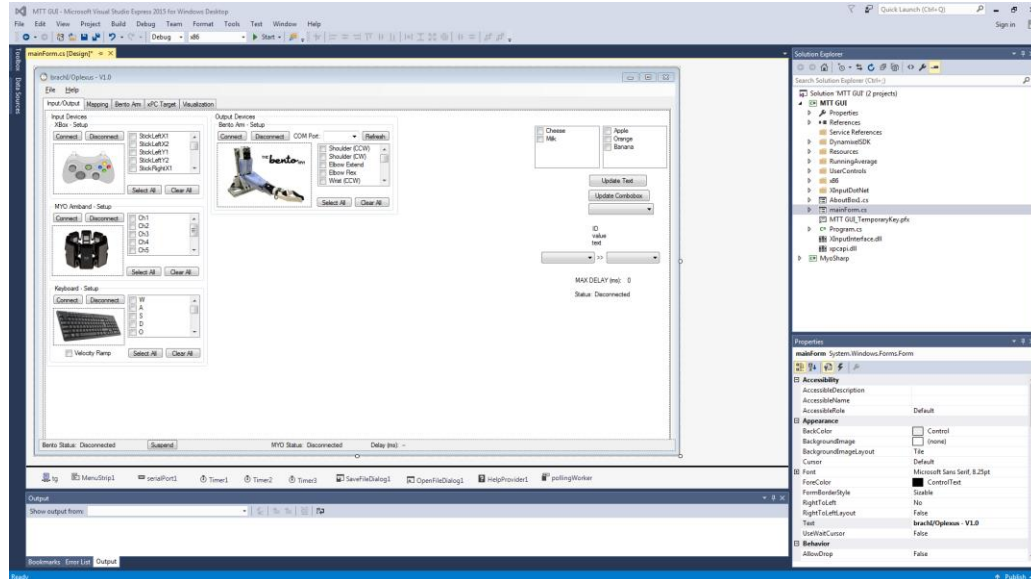 MTT GUI - Microsoft Visual Studio Express 2013 for Windows Desktop
Quick Launch (Ctrl+Q)
File Edit View Project Build Debug Team Format Tools Test Window Help
Sign in
Debug x86 Start
Toolbox
Data Sources
mainForm.cs [Design]*
brachI/Oplexus - V1.0
File Help
Input/Output Mapping Bento Arm xPC Target Visualization
Input Devices
XBox - Setup
Connect Disconnect
StickLeftX1
StickLeftX2
StickLeftY1
StickLeftY2
StickRightX1
Select All Clear All
MYO Armband - Setup
Connect Disconnect
Ch1
Ch2
Ch3
Ch4
Ch5
Select All Clear All
Keyboard - Setup
Connect Disconnect
W
A
S
D
O
Velocity Ramp Select All Clear All
Output Devices
Bento Arm - Setup
Connect Disconnect COM Port: Refresh
THE bento arm
Shoulder (CCW)
Shoulder (CW)
Elbow Extend
Elbow Flex
Wrist (CCW)
Select All Clear All
Cheese
Milk
Apple
Orange
Banana
Update Text
Update Combobox
ID
value
text
>>
MAX DELAY (ms): 0
Status: Disconnected
Bento Status: Disconnected Suspend MYO Status: Disconnected Delay (ms): --
tg MenuStrip1 serialPort1 Timer1 Timer2 Timer3 SaveFileDialog1 OpenFileDialog1 HelpProvider1 pollingWorker
Output
Show output from:
Bookmarks Error List Output
Ready
Publish
Solution Explorer
Search Solution Explorer (Ctrl+;)
Solution 'MTT GUI' (2 projects)
MTT GUI
Properties
References
Service References
DynamixelSDK
Resources
RunningAverage
UserControls
x86
XInputDotNet
AboutBox1.cs
mainForm.cs
MTT GUI_TemporaryKey.pfx
Program.cs
XInputInterface.dll
xpcapi.dll
MyoSharp
Properties
mainForm System.Windows.Forms.Form
Accessibility
AccessibleDescription
AccessibleName
AccessibleRole Default
Appearance
BackColor Control
BackgroundImage (none)
BackgroundImageLayout Tile
Cursor Default
Font Microsoft Sans Serif, 8.25pt
ForeColor ControlText
FormBorderStyle Sizable
RightToLeft No
RightToLeftLayout False
Text brachI/Oplexus - V1.0
UseWaitCursor False
Behavior
AllowDrop False